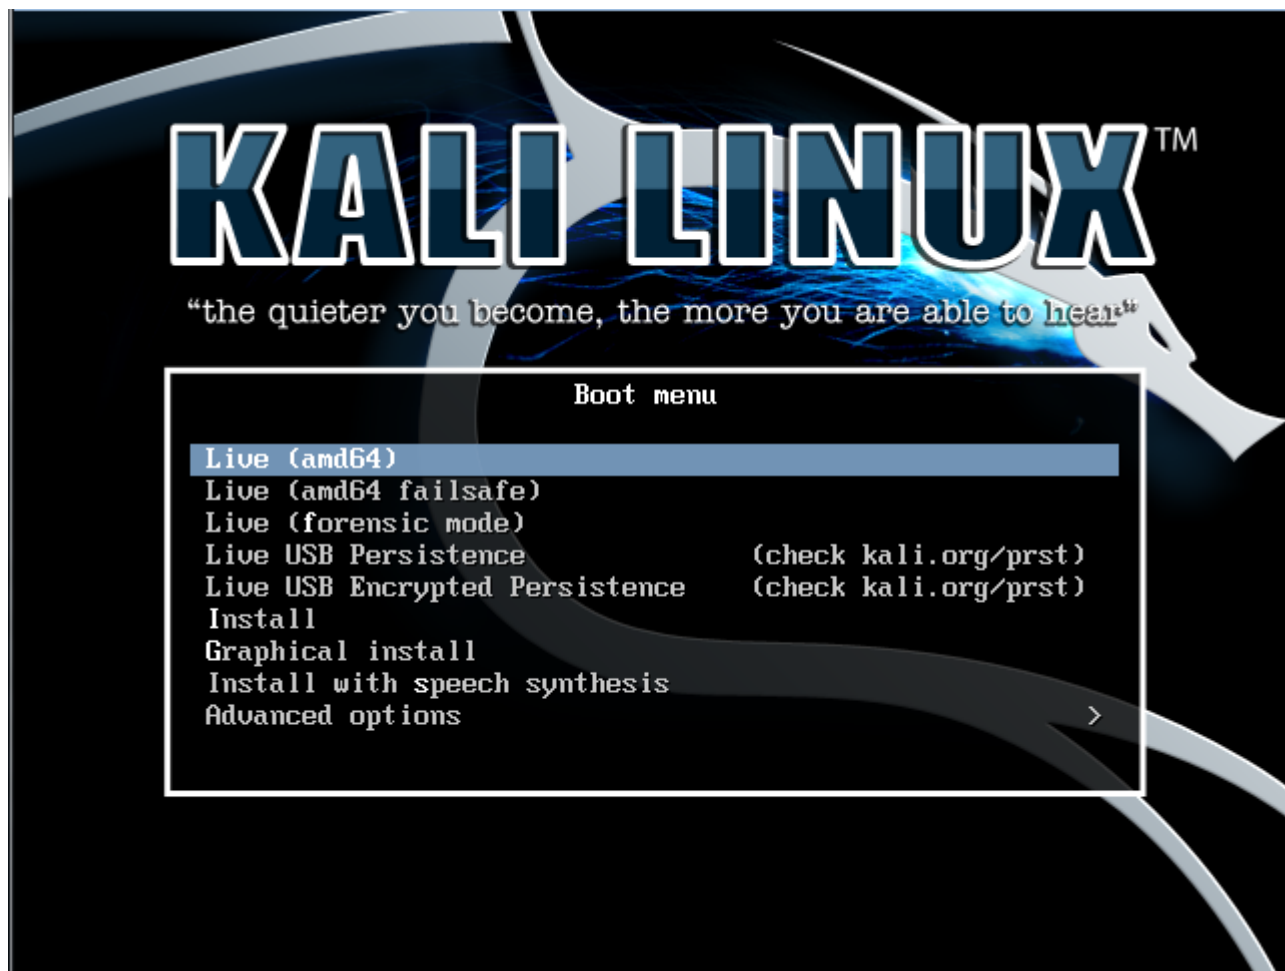 KALI LINUX™
“the quieter you become, the more you are able to hear”
Boot menu
Live (amd64)
Live (amd64 failsafe)
Live (forensic mode)
Live USB Persistence (check kali.org/prst)
Live USB Encrypted Persistence (check kali.org/prst)
Install
Graphical install
Install with speech synthesis
Advanced options >